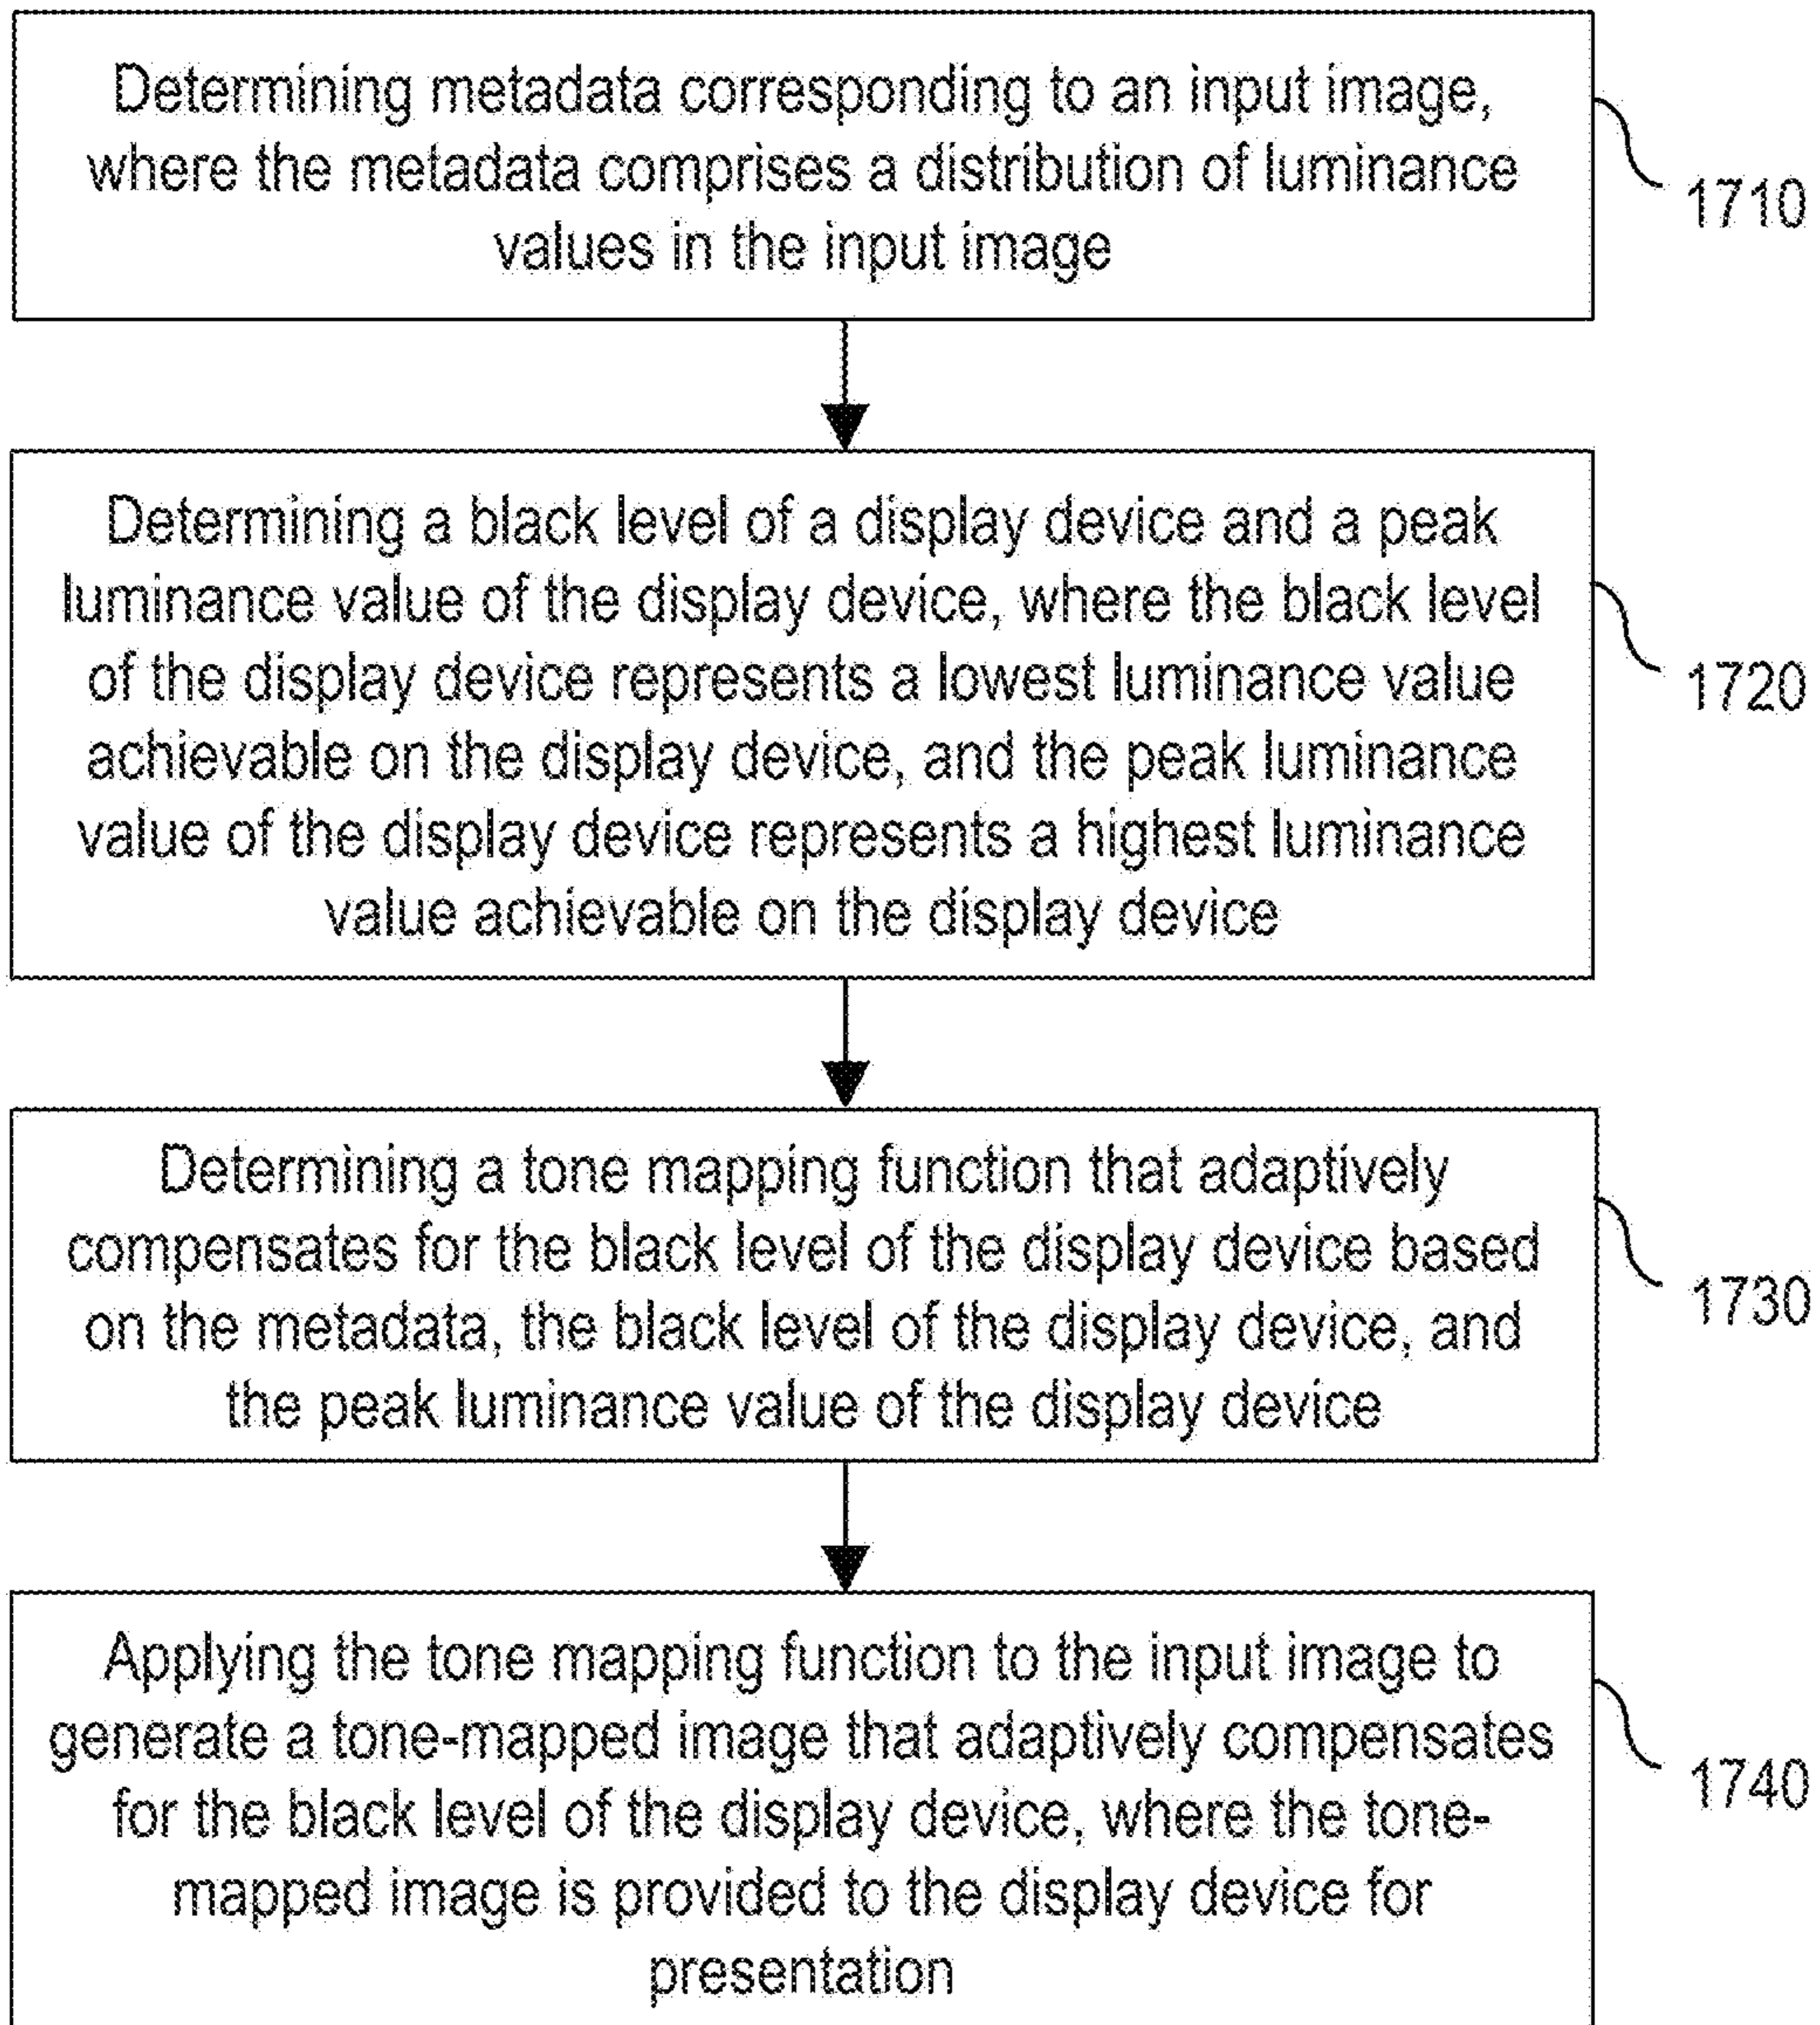 Determining metadata corresponding to an input image,
where the metadata comprises a distribution of luminance
values in the input image
1710
Determining a black level of a display device and a peak
luminance value of the display device, where the black level
of the display device represents a lowest luminance value
achievable on the display device, and the peak luminance
value of the display device represents a highest luminance
value achievable on the display device
1720
Determining a tone mapping function that adaptively
compensates for the black level of the display device based
on the metadata, the black level of the display device, and
the peak luminance value of the display device
1730
Applying the tone mapping function to the input image to
generate a tone-mapped image that adaptively compensates
for the black level of the display device, where the tone-
mapped image is provided to the display device for
presentation
1740